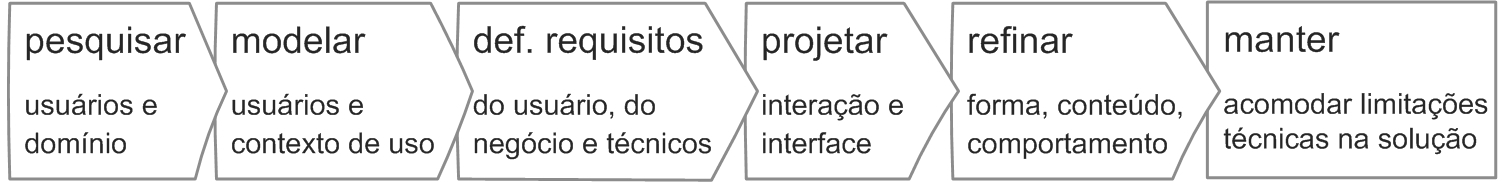 pesquisar
usuários e
domínio
modelar
usuários e
contexto de uso
def. requisitos
do usuário, do
negócio e técnicos
projetar
interação e
interface
refinar
forma, conteúdo,
comportamento
manter
acomodar limitações
técnicas na solução